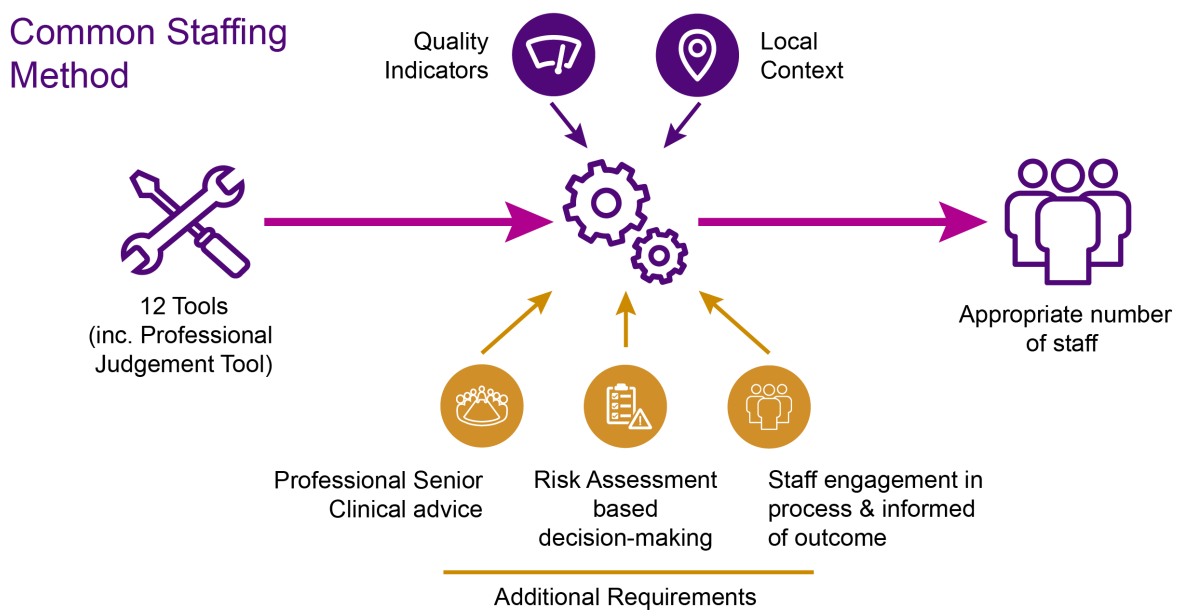 Common Staffing
Method
Quality
Indicators
Local
Context
12 Tools
(inc. Professional
Judgement Tool)
Appropriate number
of staff
Professional Senior
Clinical advice
Risk Assessment
based
decision-making
Staff engagement in
process & informed
of outcome
Additional Requirements